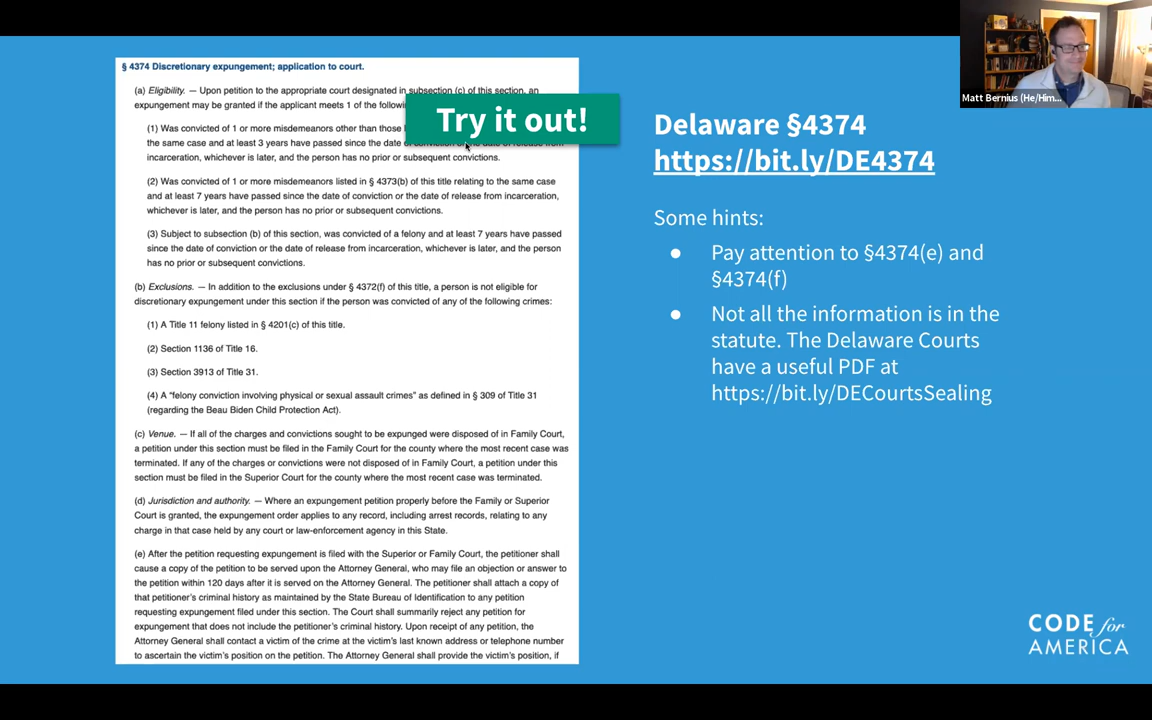 § 4374 Discretionary expungement; application to court.
(a) Eligibility. — Upon petition to the appropriate court designated in subsection (c) of this section, an
expungement may be granted if the applicant meets 1 of the following
(1) Was convicted of 1 or more misdemeanors other than those
the same case and at least 3 years have passed since the date of conviction or the date of release from
incarceration, whichever is later, and the person has no prior or subsequent convictions.
(2) Was convicted of 1 or more misdemeanors listed in § 4373(b) of this title relating to the same case
and at least 7 years have passed since the date of conviction or the date of release from incarceration,
whichever is later, and the person has no prior or subsequent convictions.
(3) Subject to subsection (b) of this section, was convicted of a felony and at least 7 years have passed
since the date of conviction or the date of release from incarceration, whichever is later, and the person
has no prior or subsequent convictions.
(b) Exclusions. — In addition to the exclusions under § 4372(f) of this title, a person is not eligible for
discretionary expungement under this section if the person was convicted of any of the following crimes:
(1) A Title 11 felony listed in § 4201(c) of this title.
(2) Section 1136 of Title 16.
(3) Section 3913 of Title 31.
(4) A “felony conviction involving physical or sexual assault crimes” as defined in § 309 of Title 31
(regarding the Beau Biden Child Protection Act).
(c) Venue. — If all of the charges and convictions sought to be expunged were disposed of in Family Court,
a petition under this section must be filed in the Family Court for the county where the most recent case was
terminated. If any of the charges or convictions were not disposed of in Family Court, a petition under this
section must be filed in the Superior Court for the county where the most recent case was terminated.
(d) Jurisdiction and authority. — Where an expungement petition properly before the Family or Superior
Court is granted, the expungement order applies to any record, including arrest records, relating to any
charge in that case held by any court or law-enforcement agency in this State.
(e) After the petition requesting expungement is filed with the Superior or Family Court, the petitioner shall
cause a copy of the petition to be served upon the Attorney General, who may file an objection or answer to
the petition within 120 days after it is served on the Attorney General. The petitioner shall attach a copy of
that petitioner’s criminal history as maintained by the State Bureau of Identification to any petition
requesting expungement filed under this section. The Court shall summarily reject any petition for
expungement that does not include the petitioner’s criminal history. Upon receipt of any petition, the
Attorney General shall contact a victim of the crime at the victim’s last known address or telephone number
to ascertain the victim’s position on the petition. The Attorney General shall provide the victim’s position, if
Try it out!
Matt Bernius (He/Him...
Delaware §4374
https://bit.ly/DE4374
Some hints:
● Pay attention to §4374(e) and
§4374(f)
● Not all the information is in the
statute. The Delaware Courts
have a useful PDF at
https://bit.ly/DECourtsSealing
CODE for
AMERICA